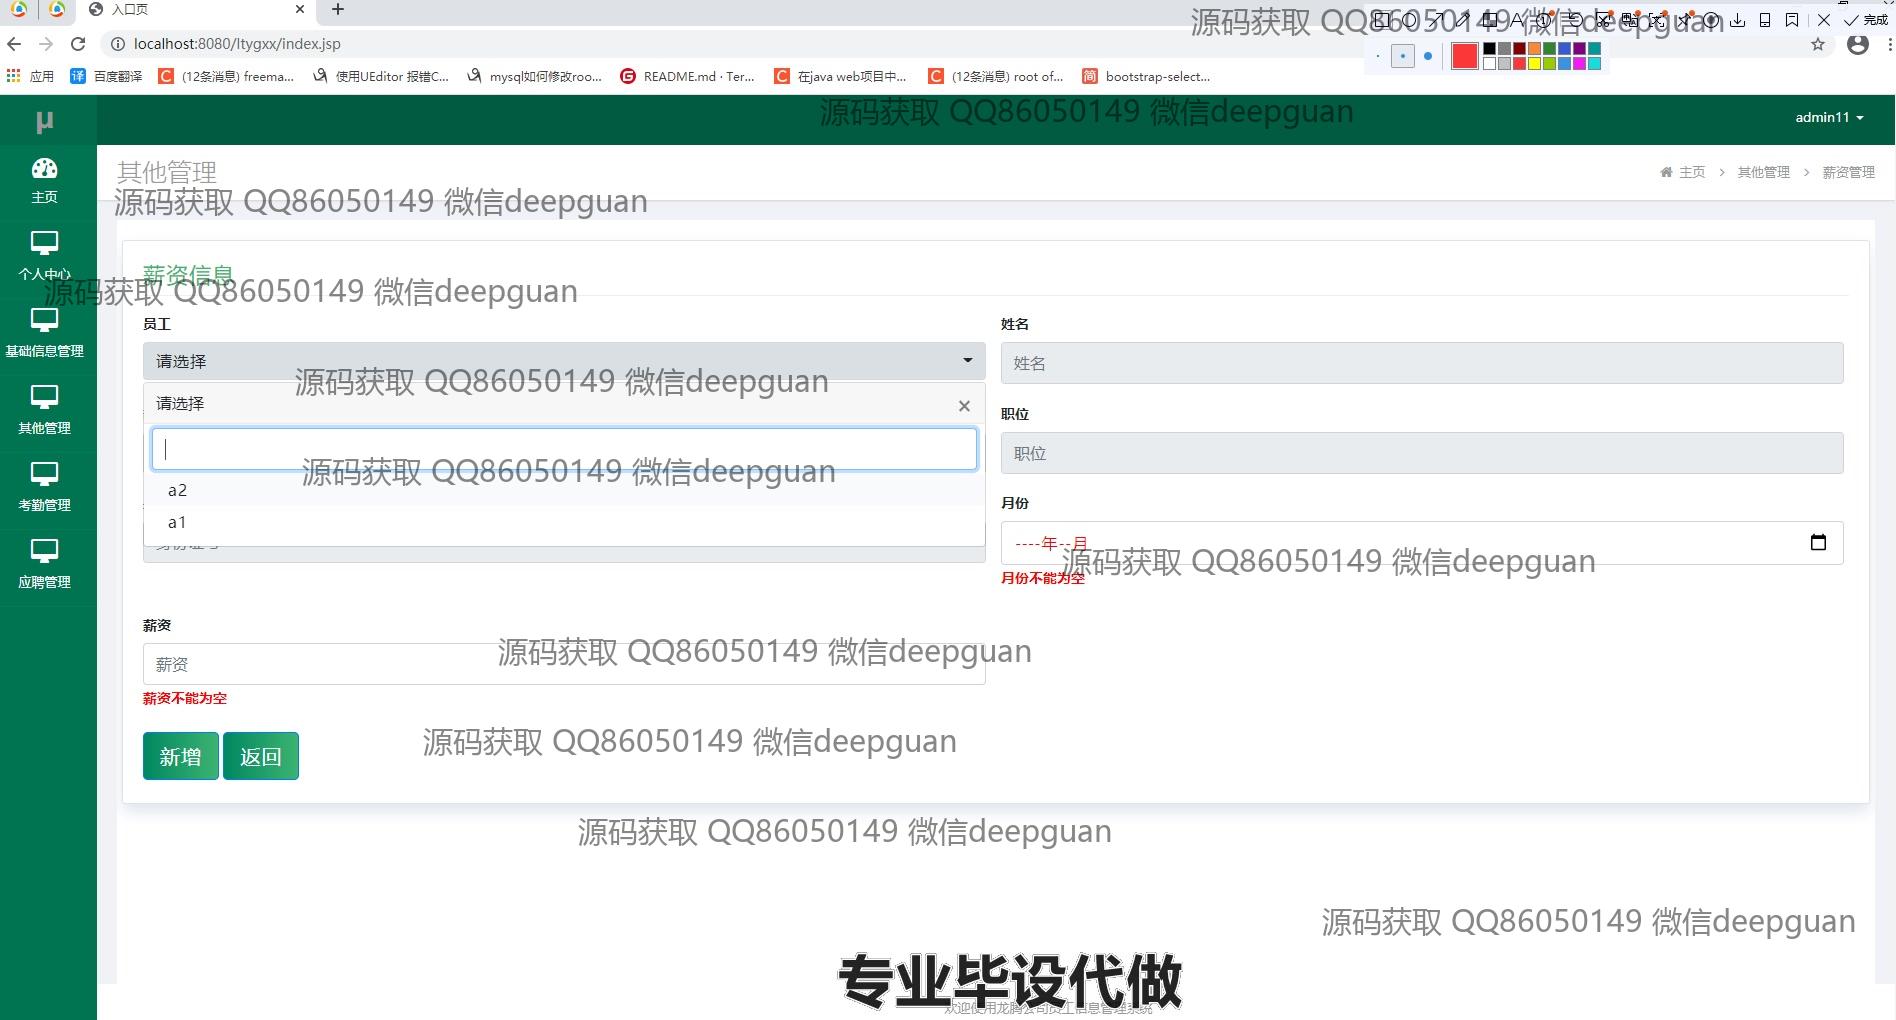 入口页
源码获取 QQ86050149 微信deepguan
完成
localhost:8080/ltygxx/index.jsp
应用
译 百度翻译
(12条消息) freema...
使用UEditor 报错C...
mysql如何修改roo...
README.md · Ter...
在java web项目中...
(12条消息) root of...
简 bootstrap-select...
μ
源码获取 QQ86050149 微信deepguan
admin11
主页
其他管理
主页 > 其他管理 > 薪资管理
源码获取 QQ86050149 微信deepguan
个人中心
薪资信息
源码获取 QQ86050149 微信deepguan
基础信息管理
员工
姓名
请选择
姓名
源码获取 QQ86050149 微信deepguan
请选择
×
职位
其他管理
职位
源码获取 QQ86050149 微信deepguan
a2
考勤管理
月份
a1
----年--月
源码获取 QQ86050149 微信deepguan
月份不能为空
应聘管理
薪资
源码获取 QQ86050149 微信deepguan
薪资
薪资不能为空
新增
返回
源码获取 QQ86050149 微信deepguan
源码获取 QQ86050149 微信deepguan
源码获取 QQ86050149 微信deepguan
专业毕设代做
欢迎使用龙腾公司员工信息管理系统